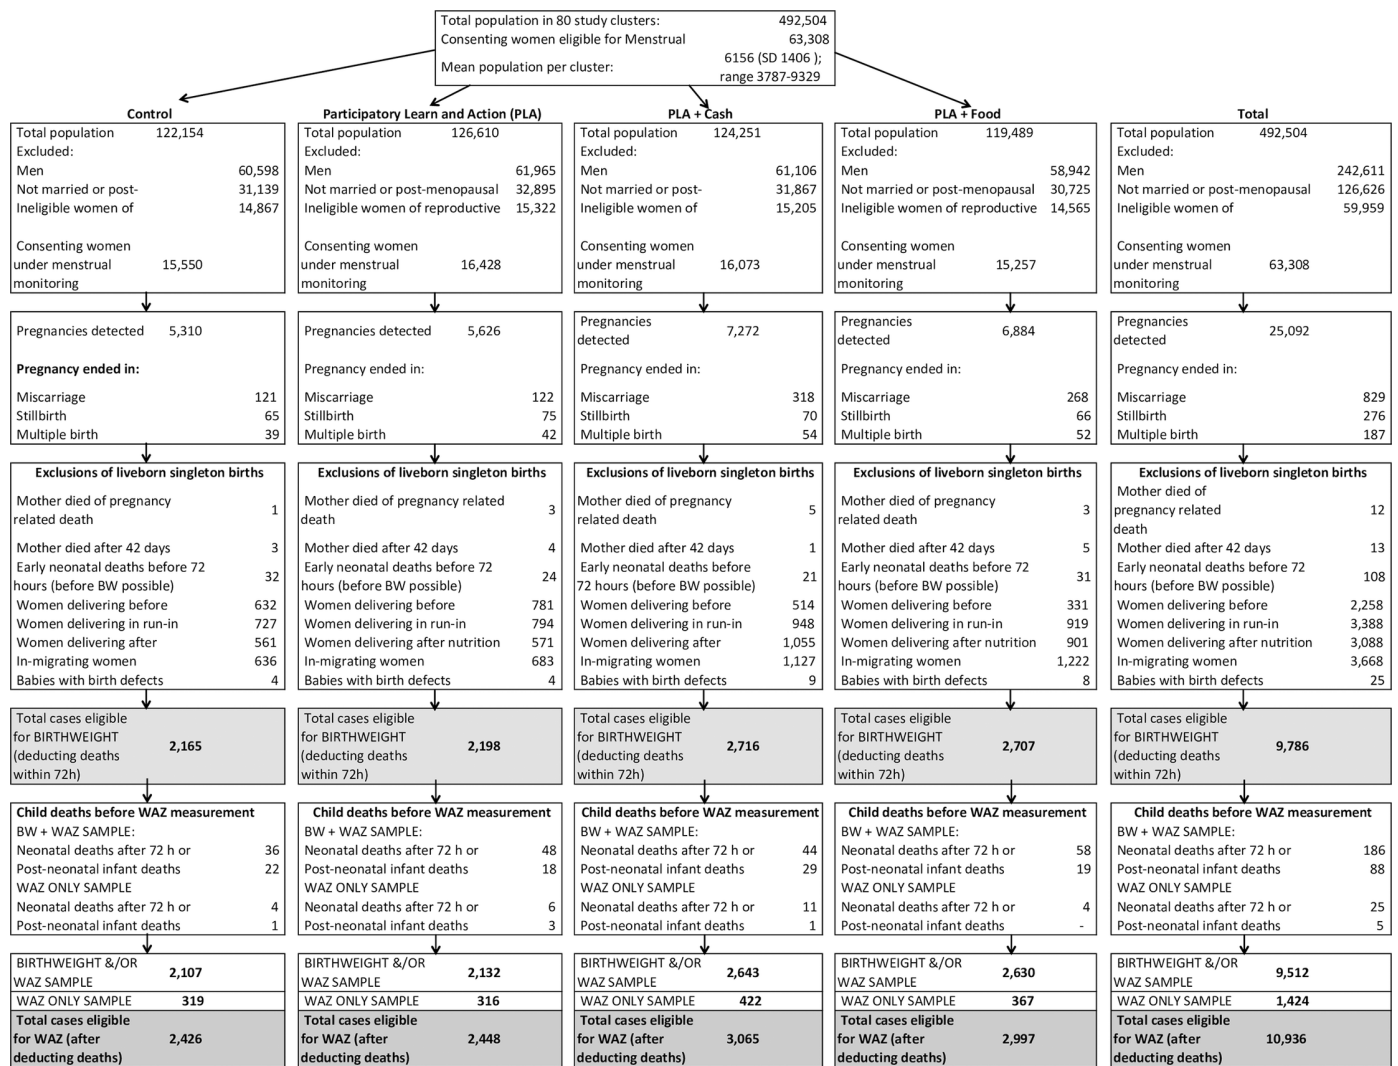 Total population in 80 study clusters: 492,504
Consenting women eligible for Menstrual 63,308
Mean population per cluster: 6156 (SD 1406 ); range 3787-9329
Control
Total population 122,154
Excluded:
Men 60,598
Not married or post- 31,139
Ineligible women of 14,867
Consenting women
under menstrual 15,550
monitoring
Pregnancies detected 5,310
Pregnancy ended in:
Miscarriage 121
Stillbirth 65
Multiple birth 39
Exclusions of liveborn singleton births
Mother died of pregnancy
related death 1
Mother died after 42 days 3
Early neonatal deaths before 72
hours (before BW possible) 32
Women delivering before 632
Women delivering in run-in 727
Women delivering after 561
In-migrating women 636
Babies with birth defects 4
Total cases eligible
for BIRTHWEIGHT
(deducting deaths 2,165
within 72h)
Child deaths before WAZ measurement
BW + WAZ SAMPLE:
Neonatal deaths after 72 h or 36
Post-neonatal infant deaths 22
WAZ ONLY SAMPLE
Neonatal deaths after 72 h or 4
Post-neonatal infant deaths 1
BIRTHWEIGHT &/OR
WAZ SAMPLE 2,107
WAZ ONLY SAMPLE 319
Total cases eligible
for WAZ (after 2,426
deducting deaths)
Participatory Learn and Action (PLA)
Total population 126,610
Excluded:
Men 61,965
Not married or post-menopausal 32,895
Ineligible women of reproductive 15,322
Consenting women
under menstrual 16,428
monitoring
Pregnancies detected 5,626
Pregnancy ended in:
Miscarriage 122
Stillbirth 75
Multiple birth 42
Exclusions of liveborn singleton births
Mother died of pregnancy related
death 3
Mother died after 42 days 4
Early neonatal deaths before 72
hours (before BW possible) 24
Women delivering before 781
Women delivering in run-in 794
Women delivering after nutrition 571
In-migrating women 683
Babies with birth defects 4
Total cases eligible
for BIRTHWEIGHT
(deducting deaths 2,198
within 72h)
Child deaths before WAZ measurement
BW + WAZ SAMPLE:
Neonatal deaths after 72 h or 48
Post-neonatal infant deaths 18
WAZ ONLY SAMPLE
Neonatal deaths after 72 h or 6
Post-neonatal infant deaths 3
BIRTHWEIGHT &/OR
WAZ SAMPLE 2,132
WAZ ONLY SAMPLE 316
Total cases eligible
for WAZ (after 2,448
deducting deaths)
PLA + Cash
Total population 124,251
Excluded:
Men 61,106
Not married or post- 31,867
Ineligible women of 15,205
Consenting women
under menstrual 16,073
monitoring
Pregnancies
detected 7,272
Pregnancy ended in:
Miscarriage 318
Stillbirth 70
Multiple birth 54
Exclusions of liveborn singleton births
Mother died of pregnancy
related death 5
Mother died after 42 days 1
Early neonatal deaths before
72 hours (before BW possible) 21
Women delivering before 514
Women delivering in run-in 948
Women delivering after 1,055
In-migrating women 1,127
Babies with birth defects 9
Total cases eligible
for BIRTHWEIGHT
(deducting deaths 2,716
within 72h)
Child deaths before WAZ measurement
BW + WAZ SAMPLE:
Neonatal deaths after 72 h or 44
Post-neonatal infant deaths 29
WAZ ONLY SAMPLE
Neonatal deaths after 72 h or 11
Post-neonatal infant deaths 1
BIRTHWEIGHT &/OR
WAZ SAMPLE 2,643
WAZ ONLY SAMPLE 422
Total cases eligible
for WAZ (after 3,065
deducting deaths)
PLA + Food
Total population 119,489
Excluded:
Men 58,942
Not married or post-menopausal 30,725
Ineligible women of reproductive 14,565
Consenting women
under menstrual 15,257
monitoring
Pregnancies
detected 6,884
Pregnancy ended in:
Miscarriage 268
Stillbirth 66
Multiple birth 52
Exclusions of liveborn singleton births
Mother died of pregnancy
related death 3
Mother died after 42 days 5
Early neonatal deaths before 72
hours (before BW possible) 31
Women delivering before 331
Women delivering in run-in 919
Women delivering after nutrition 901
In-migrating women 1,222
Babies with birth defects 8
Total cases eligible
for BIRTHWEIGHT
(deducting deaths 2,707
within 72h)
Child deaths before WAZ measurement
BW + WAZ SAMPLE:
Neonatal deaths after 72 h or 58
Post-neonatal infant deaths 19
WAZ ONLY SAMPLE
Neonatal deaths after 72 h or 4
Post-neonatal infant deaths -
BIRTHWEIGHT &/OR
WAZ SAMPLE 2,630
WAZ ONLY SAMPLE 367
Total cases eligible
for WAZ (after 2,997
deducting deaths)
Total
Total population 492,504
Excluded:
Men 242,611
Not married or post-menopausal 126,626
Ineligible women of 59,959
Consenting women
under menstrual 63,308
monitoring
Pregnancies
detected 25,092
Pregnancy ended in:
Miscarriage 829
Stillbirth 276
Multiple birth 187
Exclusions of liveborn singleton births
Mother died of
pregnancy related 12
death
Mother died after 42 days 13
Early neonatal deaths before 72
hours (before BW possible) 108
Women delivering before 2,258
Women delivering in run-in 3,388
Women delivering after nutrition 3,088
In-migrating women 3,668
Babies with birth defects 25
Total cases eligible
for BIRTHWEIGHT
(deducting deaths 9,786
within 72h)
Child deaths before WAZ measurement
BW + WAZ SAMPLE:
Neonatal deaths after 72 h or 186
Post-neonatal infant deaths 88
WAZ ONLY SAMPLE
Neonatal deaths after 72 h or 25
Post-neonatal infant deaths 5
BIRTHWEIGHT &/OR
WAZ SAMPLE 9,512
WAZ ONLY SAMPLE 1,424
Total cases eligible
for WAZ (after 10,936
deducting deaths)